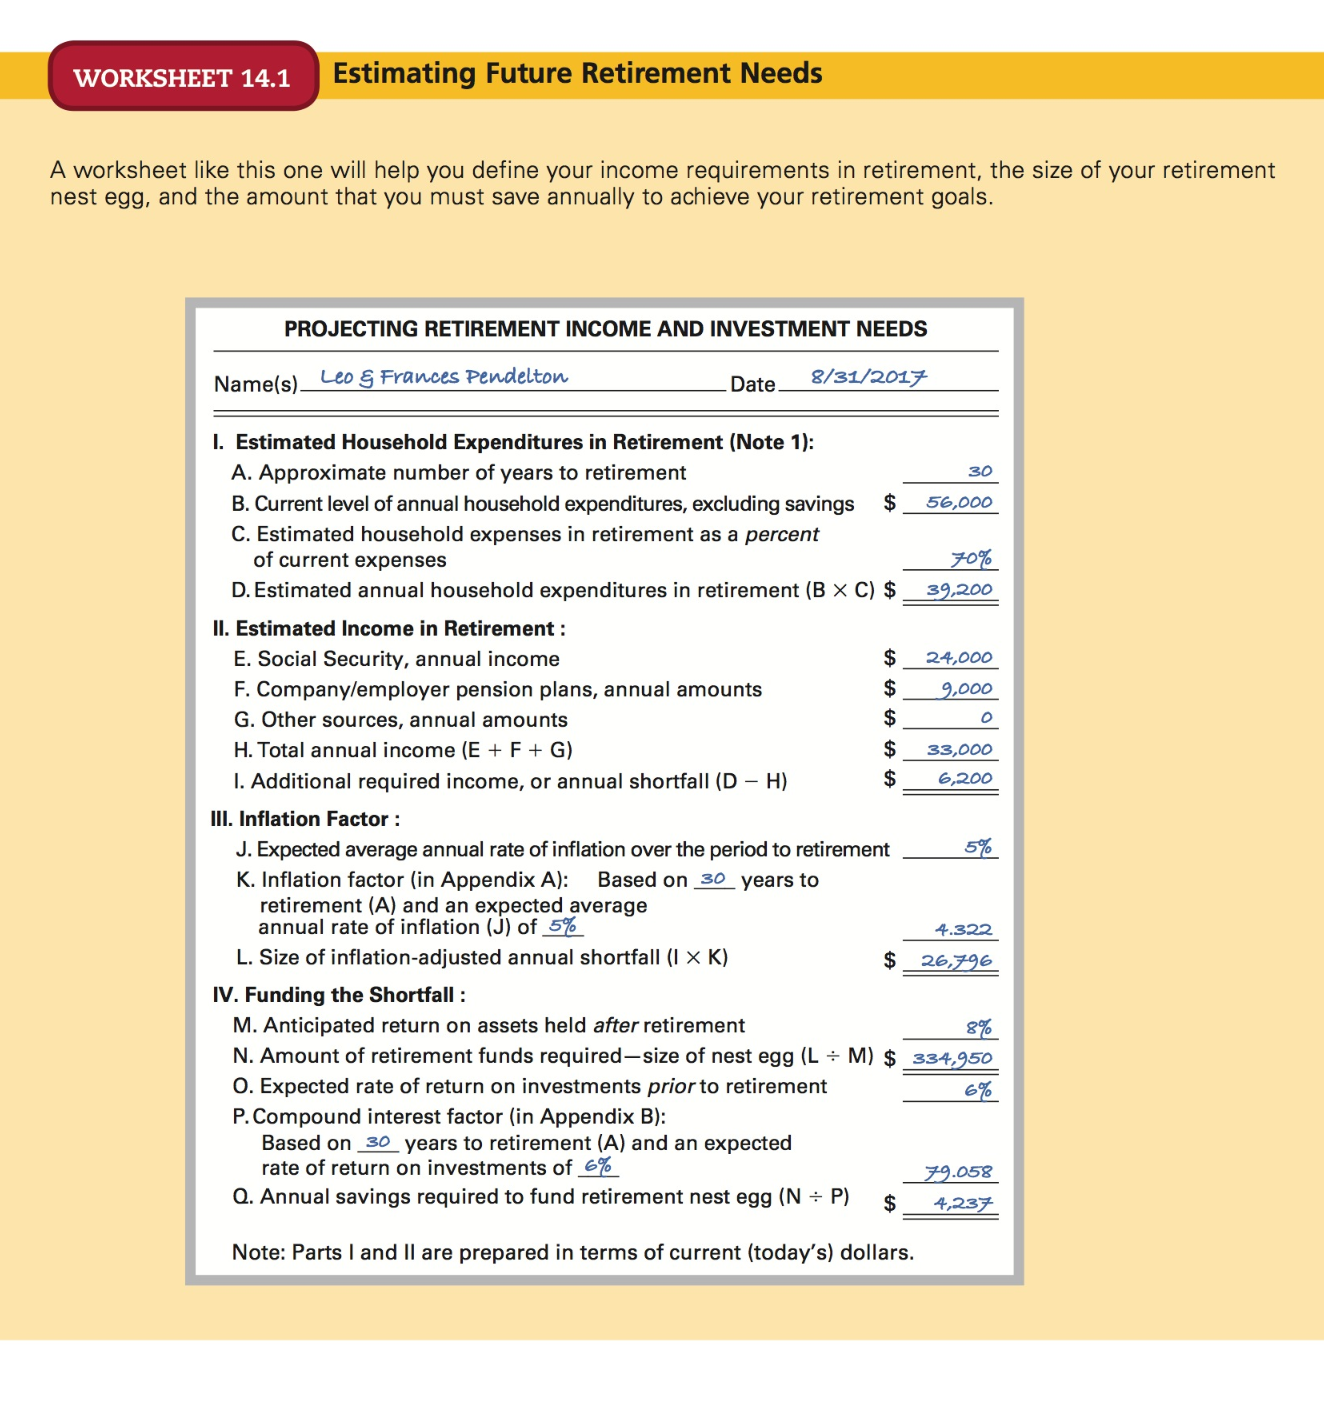 WORKSHEET 14.1 Estimating Future Retirement Needs
A worksheet like this one will help you define your income requirements in retirement, the size of your retirement
nest egg, and the amount that you must save annually to achieve your retirement goals.
PROJECTING RETIREMENT INCOME AND INVESTMENT NEEDS
Name(s) Leo & Frances Pendelton Date 8/31/2017
I. Estimated Household Expenditures in Retirement (Note 1):
A. Approximate number of years to retirement 30
B. Current level of annual household expenditures, excluding savings $ 56,000
C. Estimated household expenses in retirement as a percent
of current expenses 70%
D. Estimated annual household expenditures in retirement (B × C) $ 39,200
II. Estimated Income in Retirement :
E. Social Security, annual income $ 24,000
F. Company/employer pension plans, annual amounts $ 9,000
G. Other sources, annual amounts $ 0
H. Total annual income (E + F + G) $ 33,000
I. Additional required income, or annual shortfall (D − H) $ 6,200
III. Inflation Factor :
J. Expected average annual rate of inflation over the period to retirement 5%
K. Inflation factor (in Appendix A): Based on 30 years to
retirement (A) and an expected average
annual rate of inflation (J) of 5% 4.322
L. Size of inflation-adjusted annual shortfall (I × K) $ 26,796
IV. Funding the Shortfall :
M. Anticipated return on assets held after retirement 8%
N. Amount of retirement funds required—size of nest egg (L ÷ M) $ 334,950
O. Expected rate of return on investments prior to retirement 6%
P. Compound interest factor (in Appendix B):
Based on 30 years to retirement (A) and an expected
rate of return on investments of 6% 79.058
Q. Annual savings required to fund retirement nest egg (N ÷ P) $ 4,237
Note: Parts I and II are prepared in terms of current (today's) dollars.